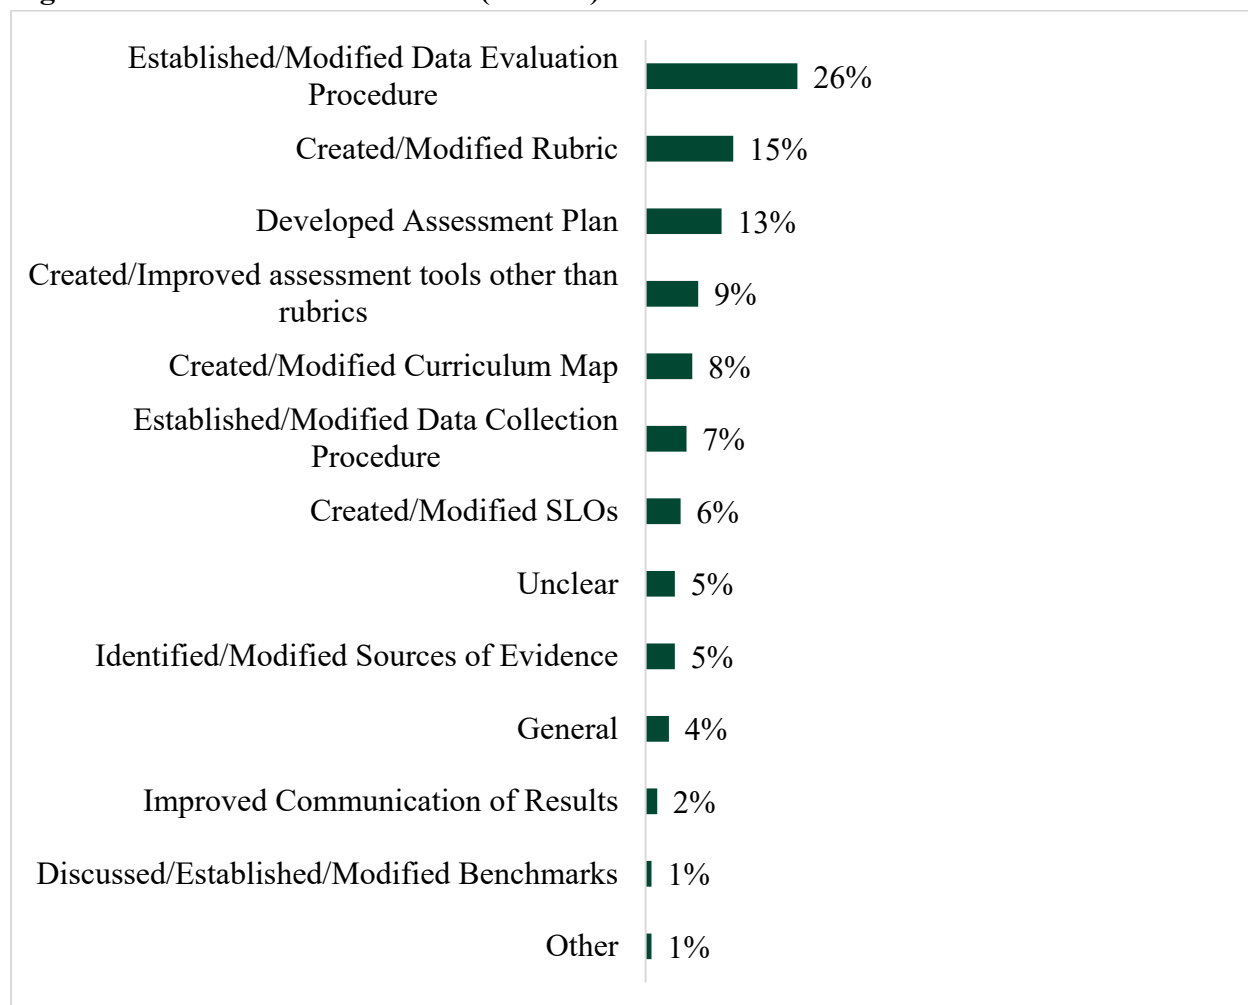 Established/Modified Data Evaluation
Procedure
26%
Created/Modified Rubric
15%
Developed Assessment Plan
13%
Created/Improved assessment tools other than
rubrics
9%
Created/Modified Curriculum Map
8%
Established/Modified Data Collection
Procedure
7%
Created/Modified SLOs
6%
Unclear
5%
Identified/Modified Sources of Evidence
5%
General
4%
Improved Communication of Results
2%
Discussed/Established/Modified Benchmarks
1%
Other
1%